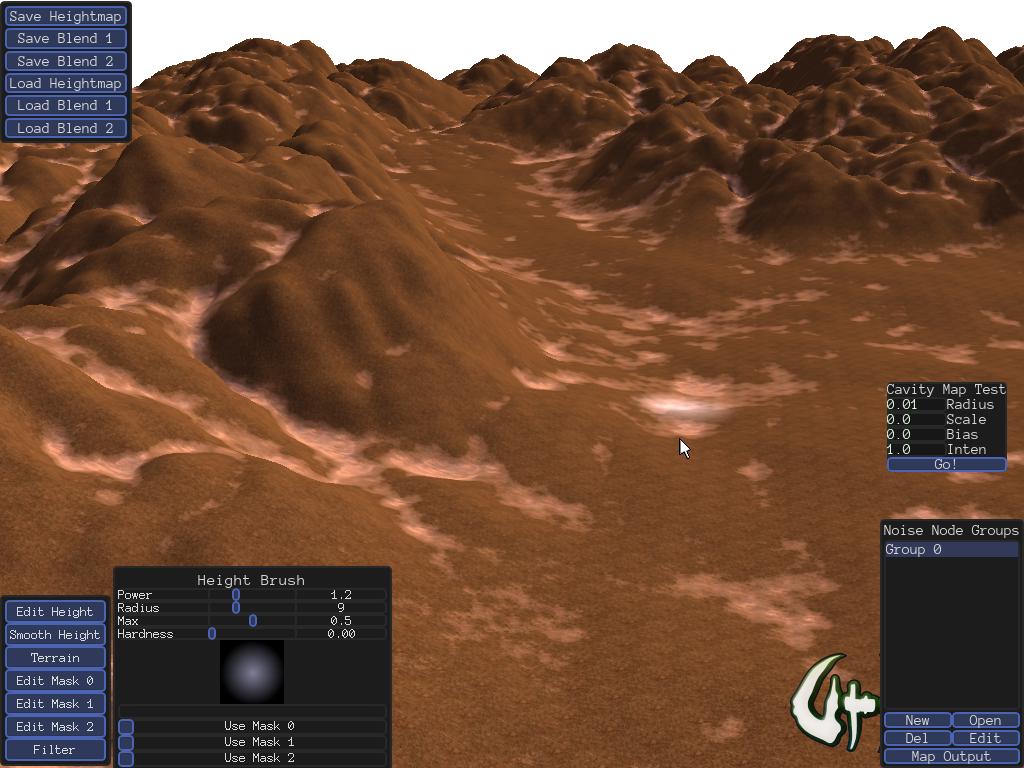 Save Heightmap
Save Blend 1
Save Blend 2
Load Heightmap
Load Blend 1
Load Blend 2
Cavity Map Test
0.01 Radius
0.0 Scale
0.0 Bias
1.0 Inten
Go!
Noise Node Groups
Group 0
New Open
Del Edit
Map Output
Height Brush
Power 1.2
Radius 9
Max 0.5
Hardness 0.00
Use Mask 0
Use Mask 1
Use Mask 2
Edit Height
Smooth Height
Terrain
Edit Mask 0
Edit Mask 1
Edit Mask 2
Filter